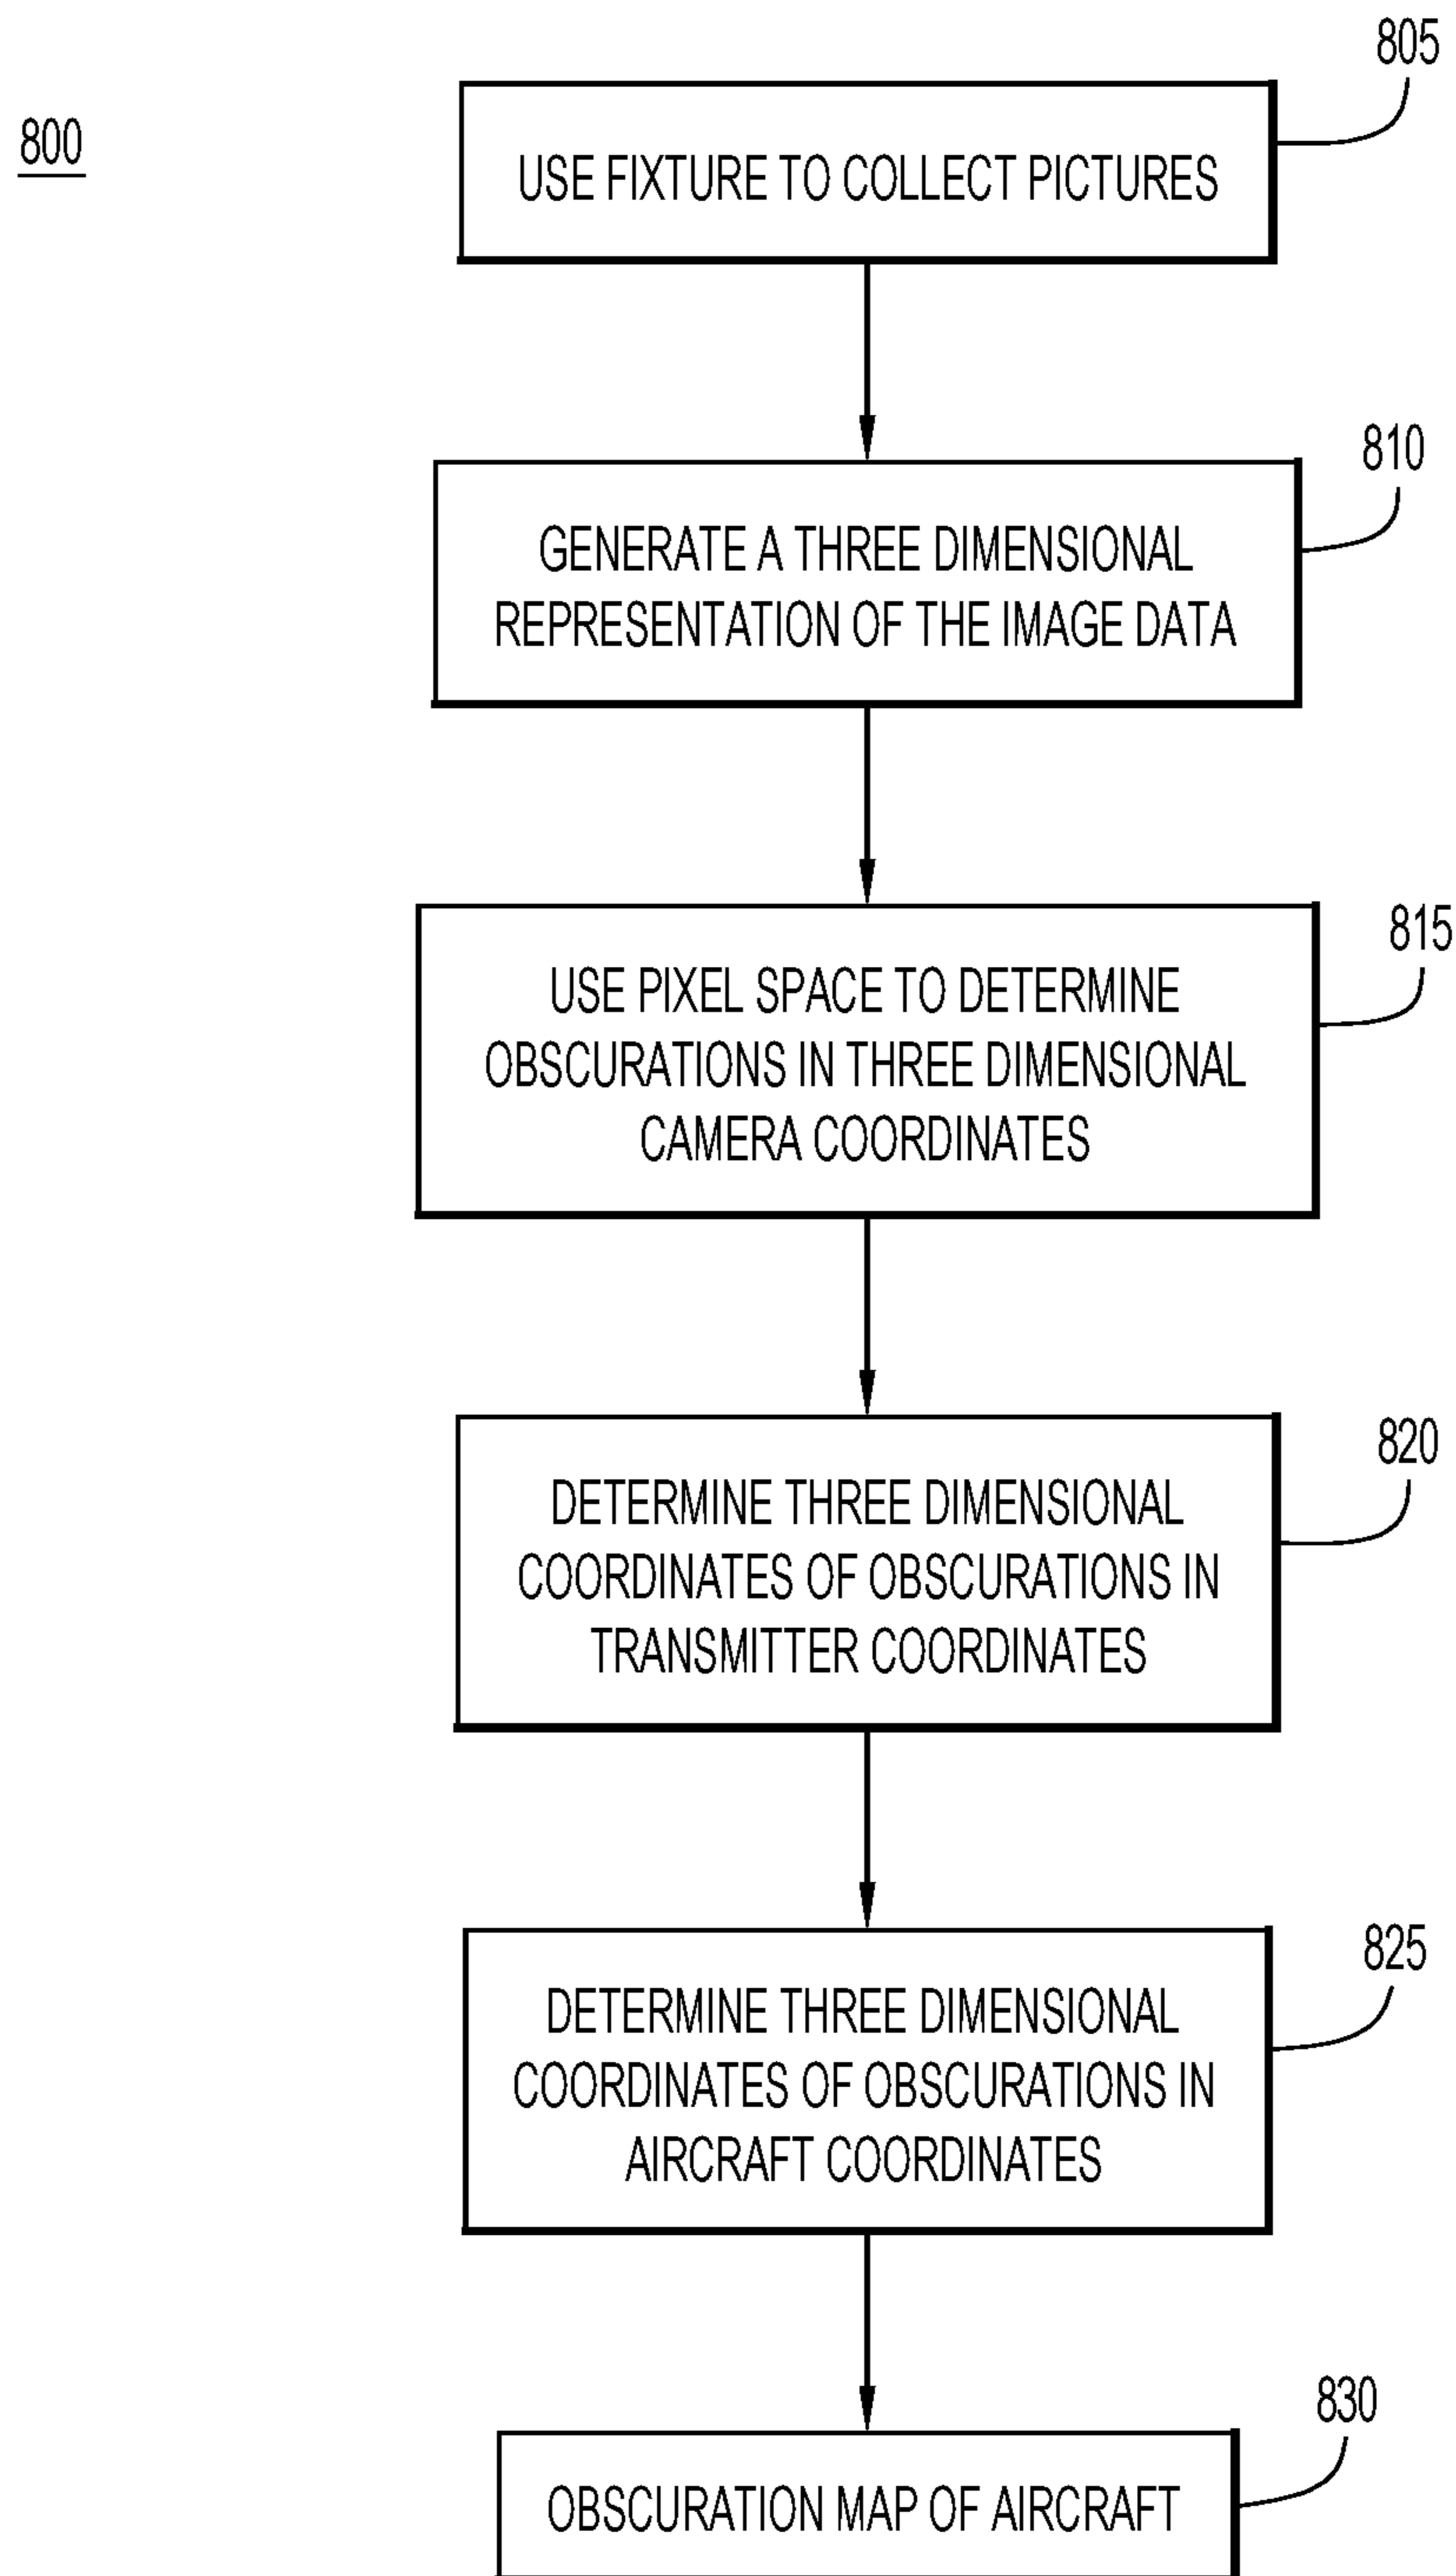 800
805
USE FIXTURE TO COLLECT PICTURES
810
GENERATE A THREE DIMENSIONAL
REPRESENTATION OF THE IMAGE DATA
815
USE PIXEL SPACE TO DETERMINE
OBSCURATIONS IN THREE DIMENSIONAL
CAMERA COORDINATES
820
DETERMINE THREE DIMENSIONAL
COORDINATES OF OBSCURATIONS IN
TRANSMITTER COORDINATES
825
DETERMINE THREE DIMENSIONAL
COORDINATES OF OBSCURATIONS IN
AIRCRAFT COORDINATES
830
OBSCURATION MAP OF AIRCRAFT